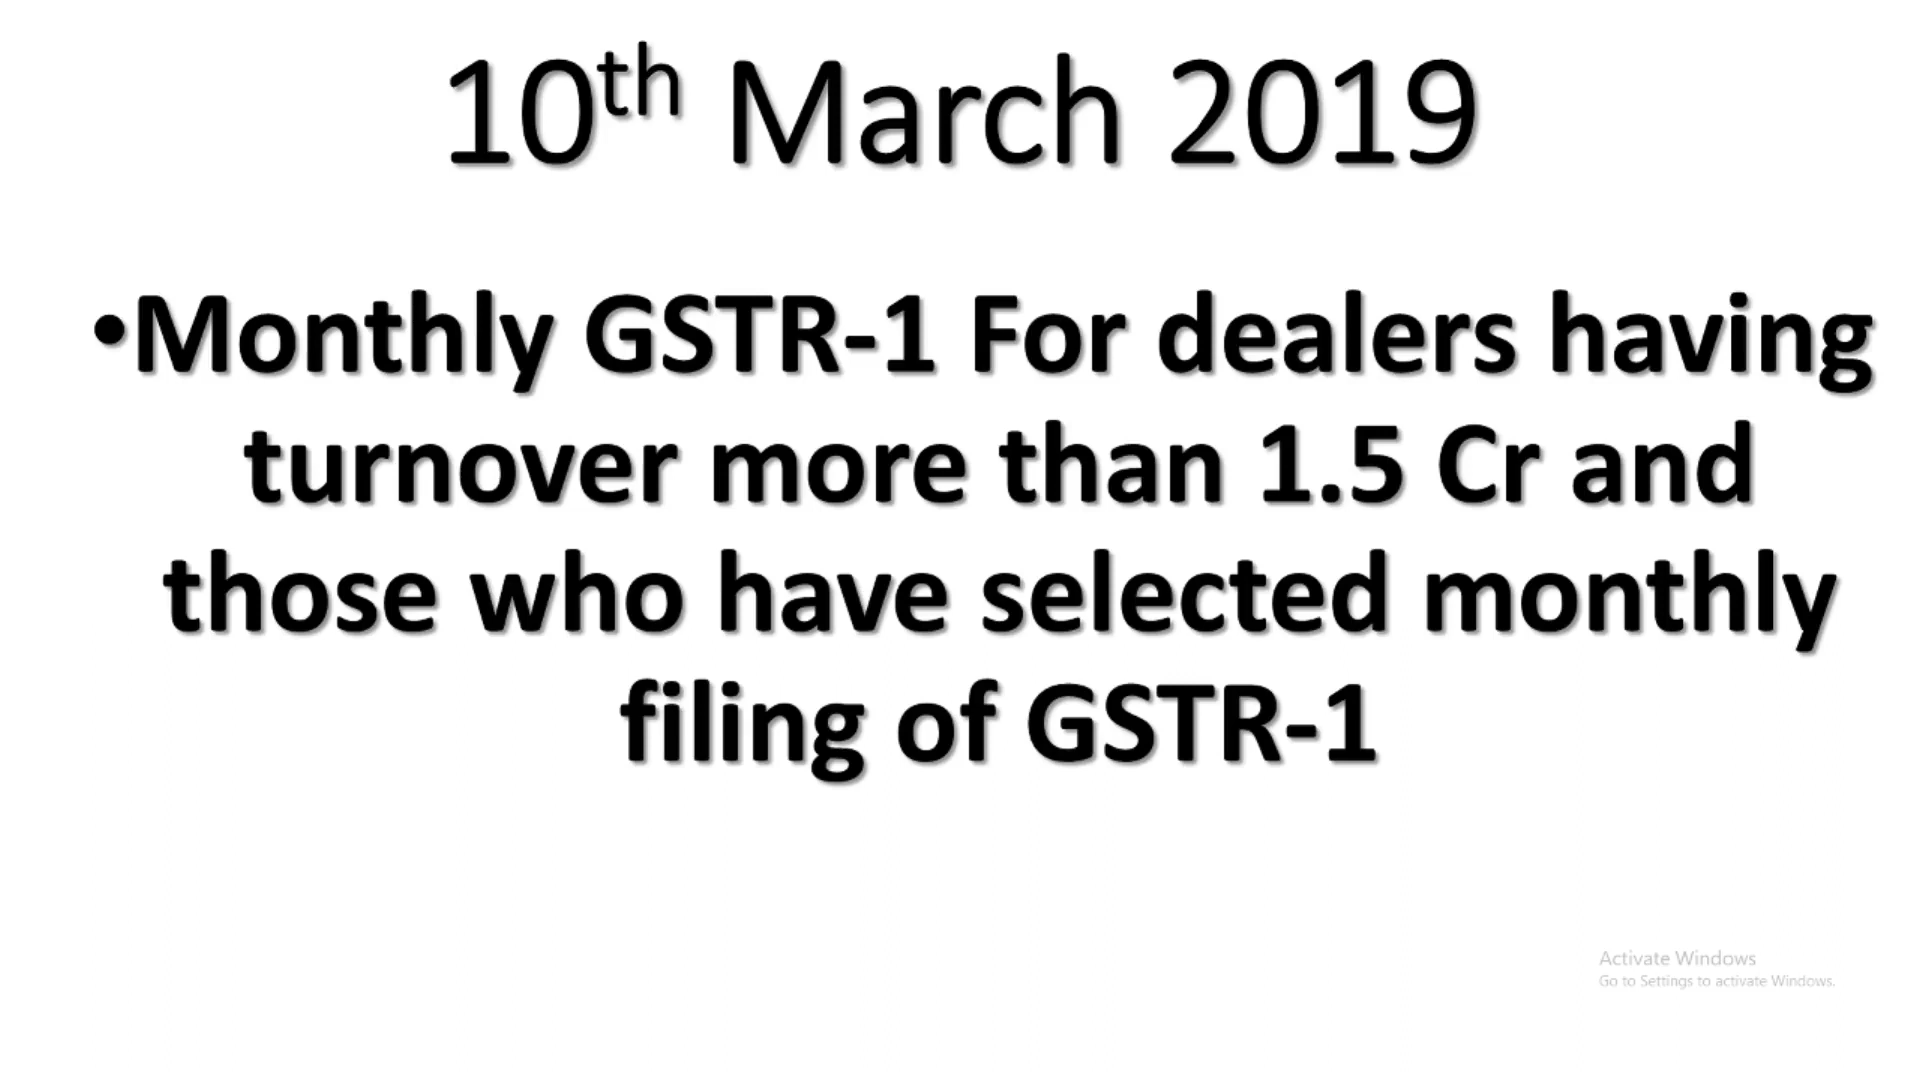 10th March 2019
•Monthly GSTR-1 For dealers having
turnover more than 1.5 Cr and
those who have selected monthly
filing of GSTR-1
Activate Windows
Go to Settings to activate Windows.